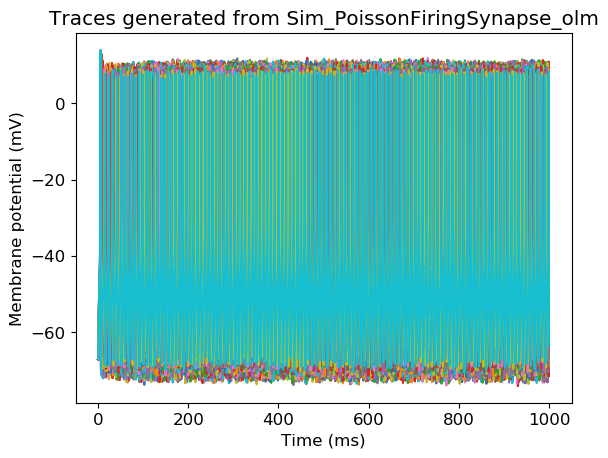 Traces generated from Sim_PoissonFiringSynapse_olm
Membrane potential (mV)
0
−20
−40
−60
0 200 400 600 800 1000
Time (ms)